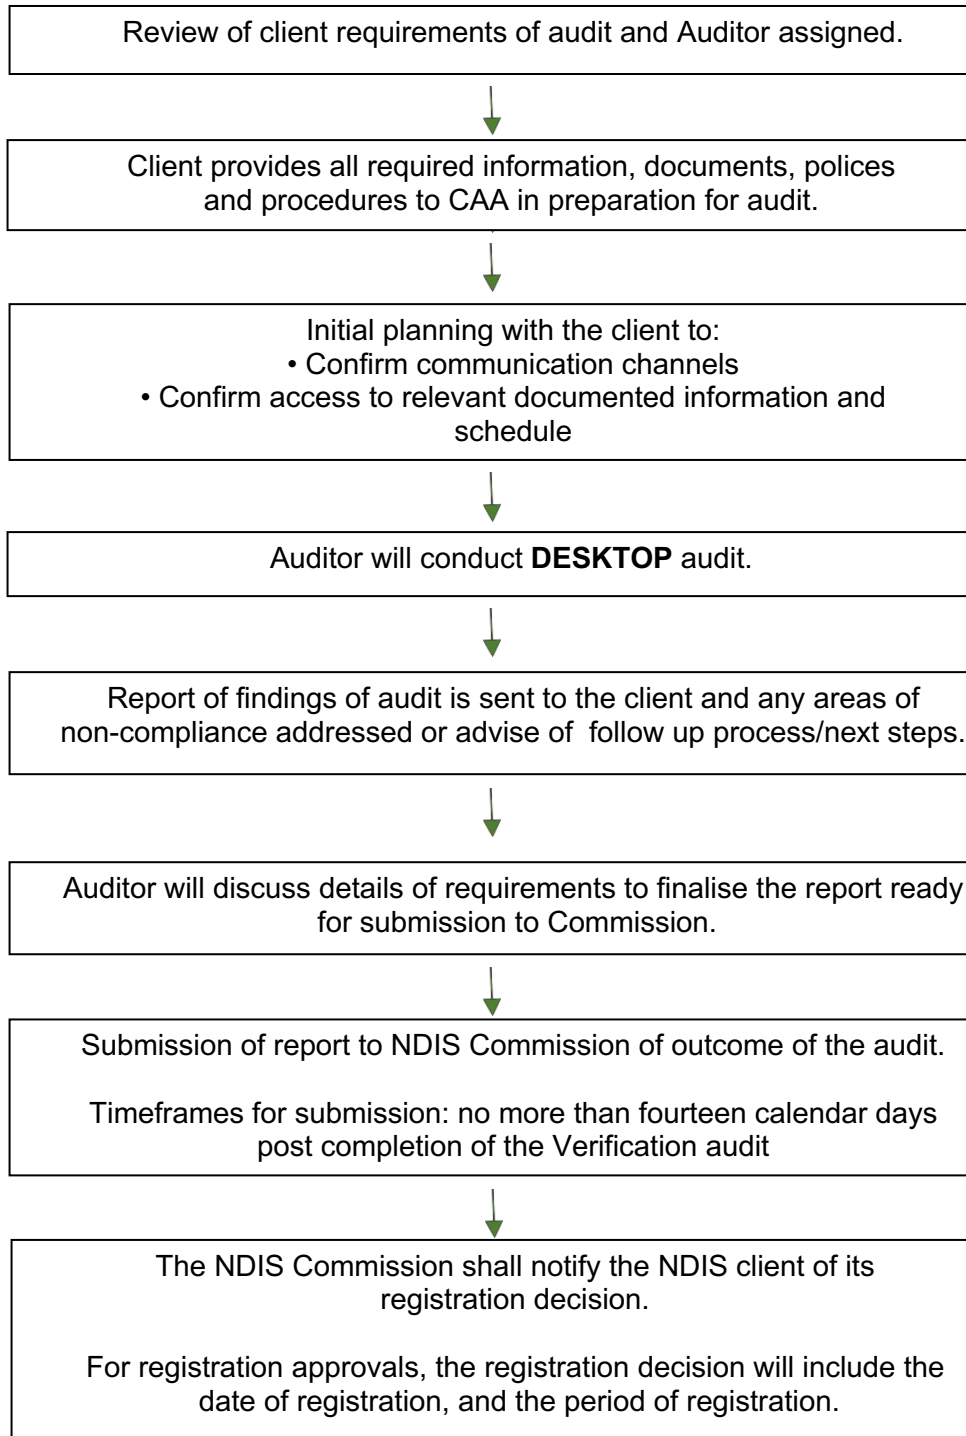 Review of client requirements of audit and Auditor assigned.
Client provides all required information, documents, polices
and procedures to CAA in preparation for audit.
Initial planning with the client to:
• Confirm communication channels
• Confirm access to relevant documented information and
schedule
Auditor will conduct DESKTOP audit.
Report of findings of audit is sent to the client and any areas of
non-compliance addressed or advise of  follow up process/next steps.
Auditor will discuss details of requirements to finalise the report ready
for submission to Commission.
Submission of report to NDIS Commission of outcome of the audit.
Timeframes for submission: no more than fourteen calendar days
post completion of the Verification audit
The NDIS Commission shall notify the NDIS client of its
registration decision.
For registration approvals, the registration decision will include the
date of registration, and the period of registration.